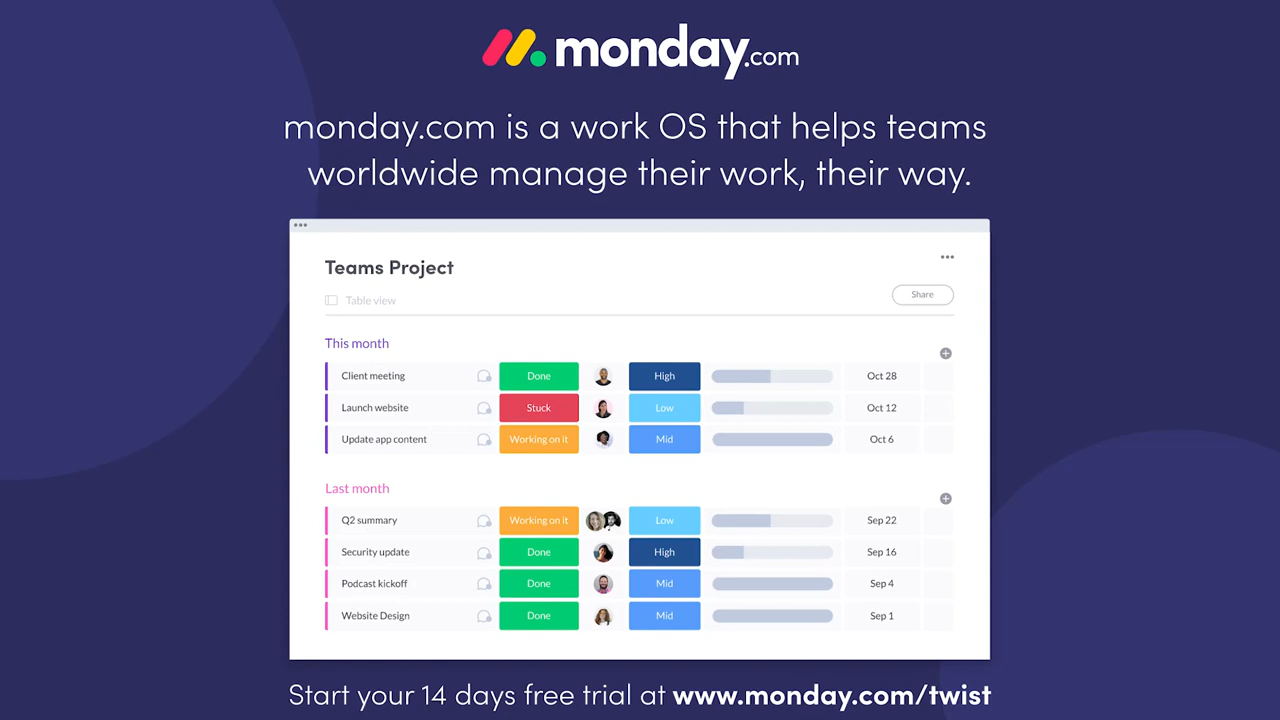 monday.com
monday.com is a work OS that helps teams
worldwide manage their work, their way.
Teams Project
Table view
Share
This month
Client meeting Done High Oct 28
Launch website Stuck Low Oct 12
Update app content Working on it Mid Oct 6
Last month
Q2 summary Working on it Low Sep 22
Security update Done High Sep 16
Podcast kickoff Done Mid Sep 4
Website Design Done Mid Sep 1
Start your 14 days free trial at www.monday.com/twist